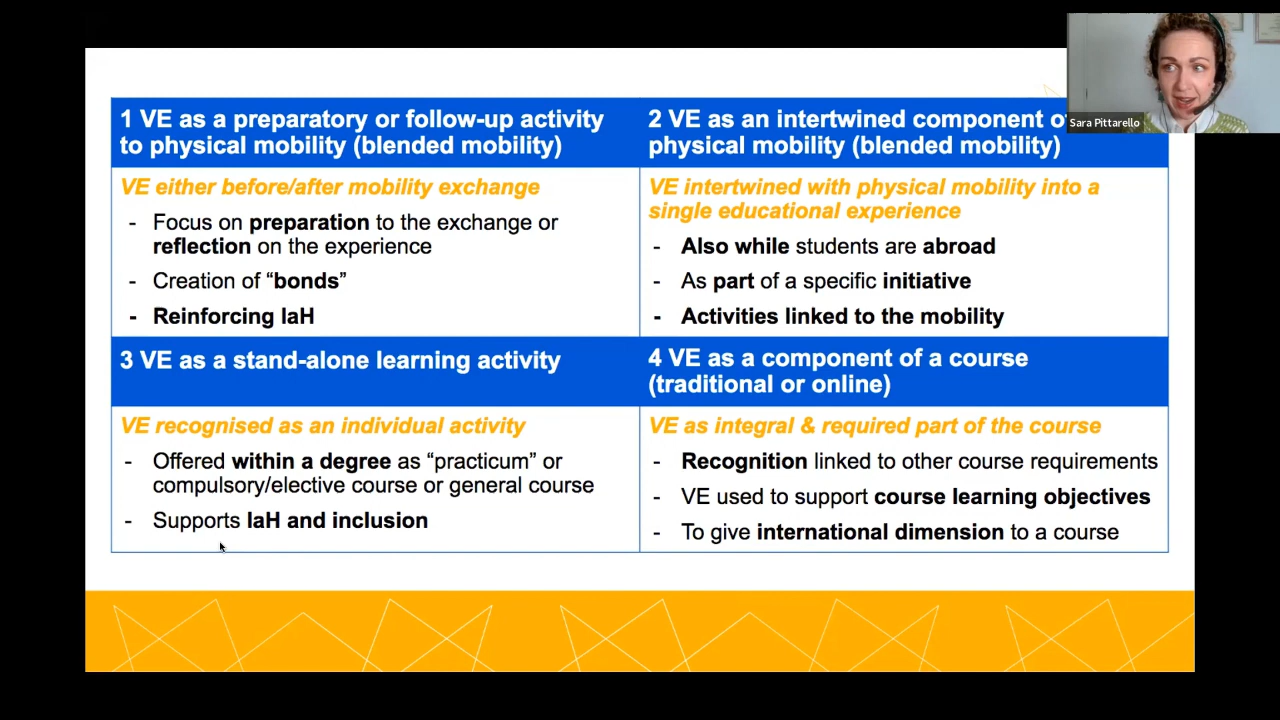 1 VE as a preparatory or follow-up activity
to physical mobility (blended mobility)
2 VE as an intertwined component o
physical mobility (blended mobility)
VE either before/after mobility exchange
- Focus on preparation to the exchange or
reflection on the experience
- Creation of “bonds”
- Reinforcing IaH
VE intertwined with physical mobility into a
single educational experience
- Also while students are abroad
- As part of a specific initiative
- Activities linked to the mobility
3 VE as a stand-alone learning activity
4 VE as a component of a course
(traditional or online)
VE recognised as an individual activity
- Offered within a degree as “practicum” or
compulsory/elective course or general course
- Supports IaH and inclusion
VE as integral & required part of the course
- Recognition linked to other course requirements
- VE used to support course learning objectives
- To give international dimension to a course
Sara Pittarello